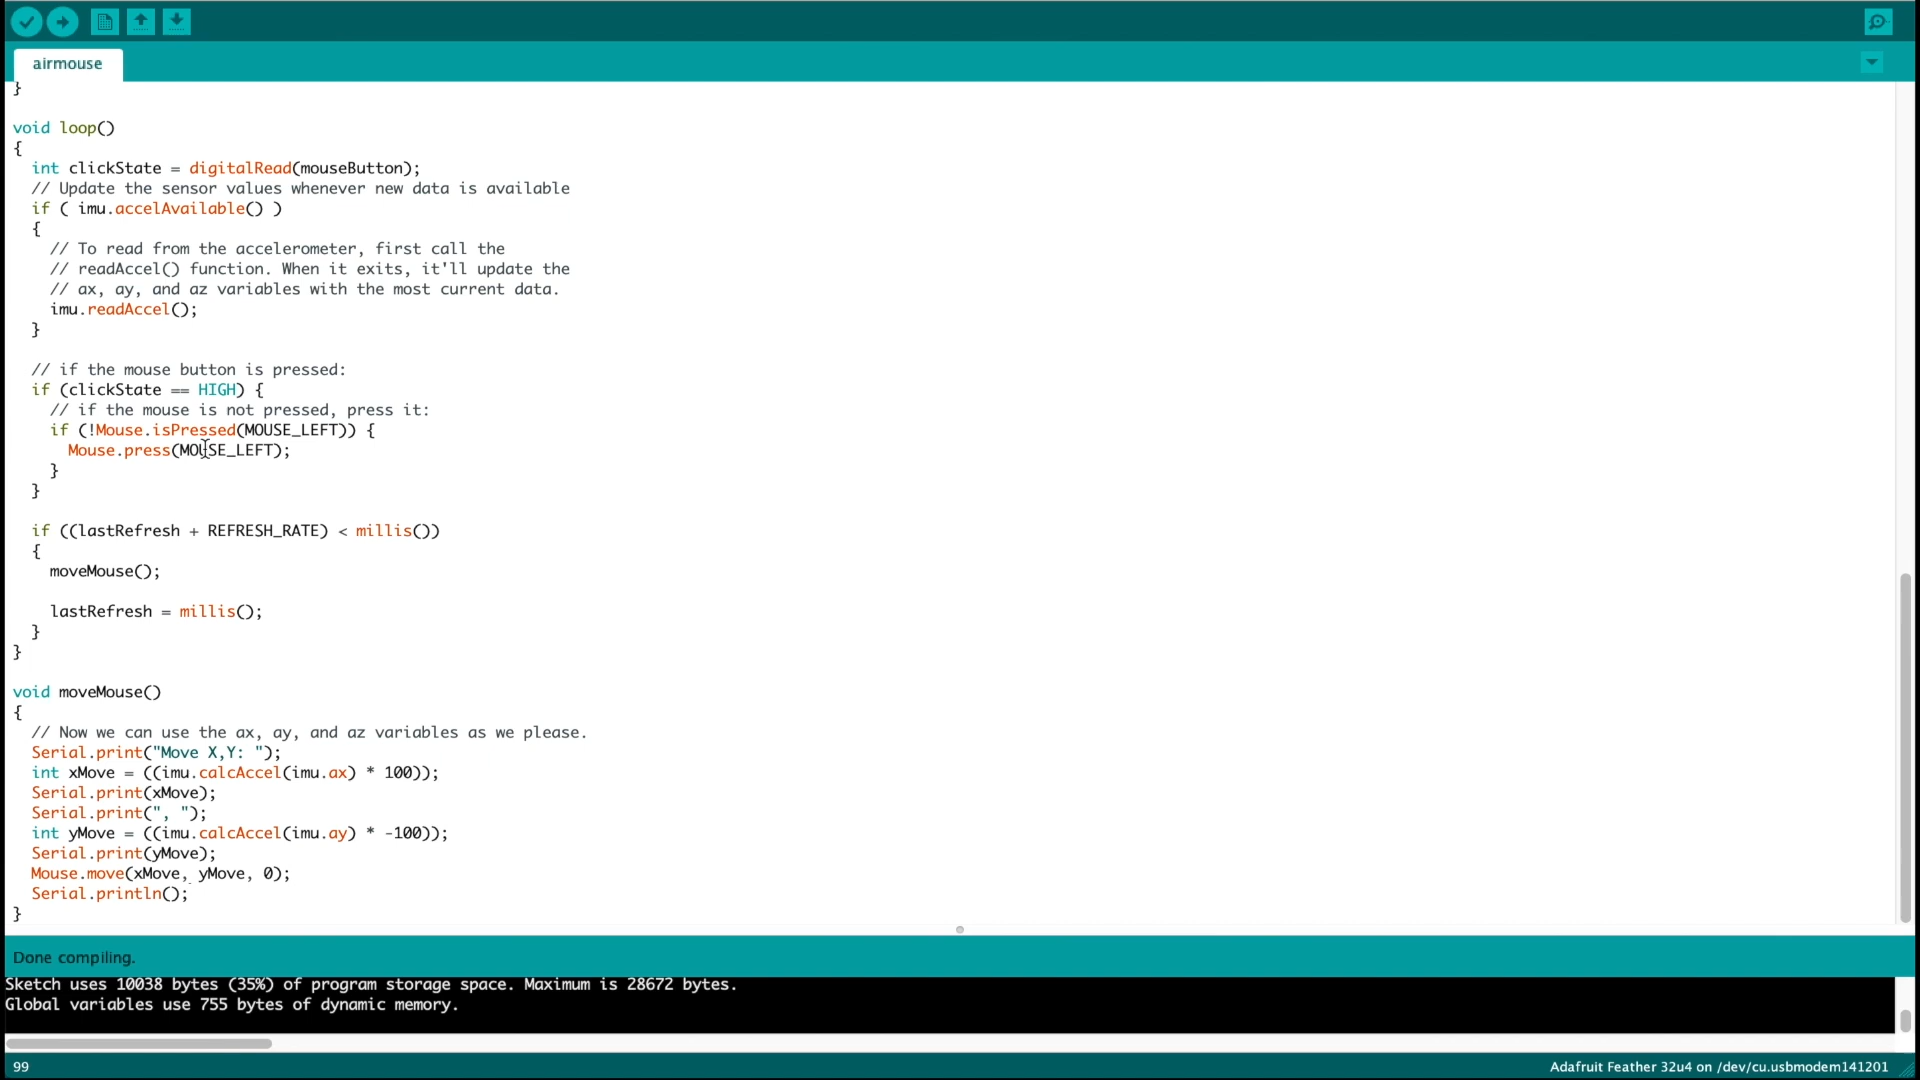 airmouse
}
void loop()
{
int clickState = digitalRead(mouseButton);
// Update the sensor values whenever new data is available
if ( imu.accelAvailable() )
{
// To read from the accelerometer, first call the
// readAccel() function. When it exits, it'll update the
// ax, ay, and az variables with the most current data.
imu.readAccel();
}
// if the mouse button is pressed:
if (clickState == HIGH) {
// if the mouse is not pressed, press it:
if (!Mouse.isPressed(MOUSE_LEFT)) {
Mouse.press(MOUSE_LEFT);
}
}
if ((lastRefresh + REFRESH_RATE) < millis())
{
moveMouse();
lastRefresh = millis();
}
}
void moveMouse()
{
// Now we can use the ax, ay, and az variables as we please.
Serial.print("Move X,Y: ");
int xMove = ((imu.calcAccel(imu.ax) * 100));
Serial.print(xMove);
Serial.print(", ");
int yMove = ((imu.calcAccel(imu.ay) * -100));
Serial.print(yMove);
Mouse.move(xMove, yMove, 0);
Serial.println();
}
Done compiling.
Sketch uses 10038 bytes (35%) of program storage space. Maximum is 28672 bytes.
Global variables use 755 bytes of dynamic memory.
99
Adafruit Feather 32u4 on /dev/cu.usbmodem141201